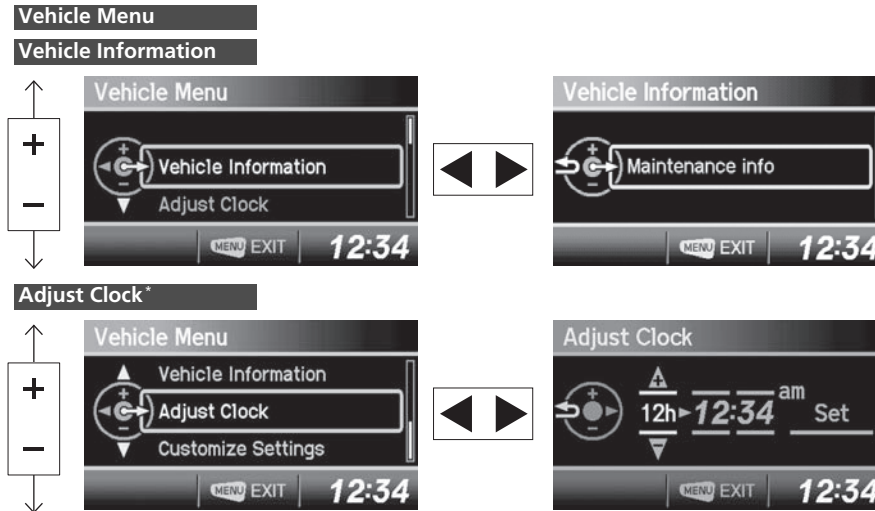 Vehicle Menu
Vehicle Information
+
−
Vehicle Menu
Vehicle Information
Adjust Clock
MENU EXIT 12:34
Vehicle Information
Maintenance info
MENU EXIT 12:34
Adjust Clock*
+
−
Vehicle Menu
Vehicle Information
Adjust Clock
Customize Settings
MENU EXIT 12:34
Adjust Clock
12h 12:34 am Set
MENU EXIT 12:34